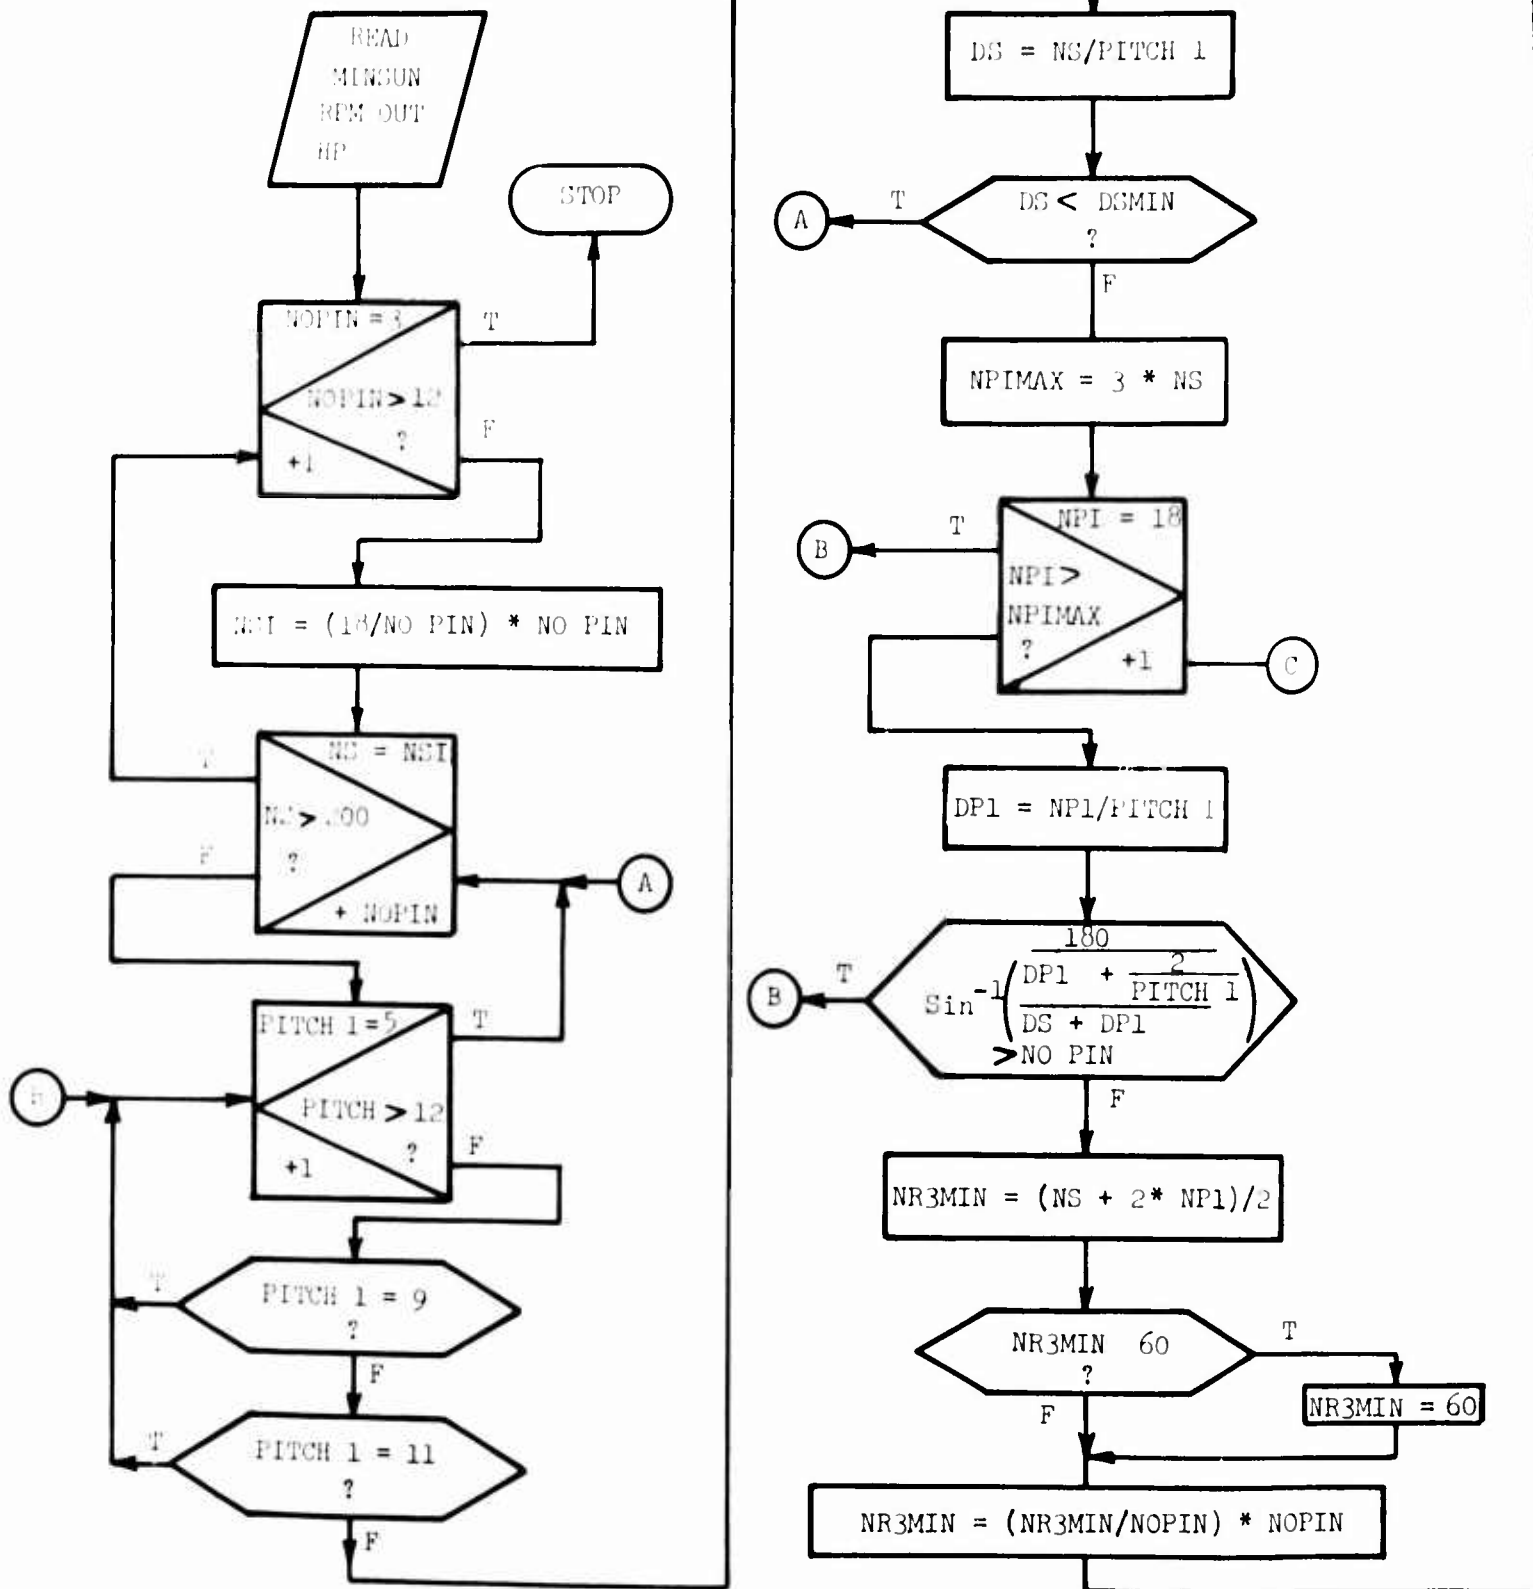 READ
MINSUN
RPM OUT
HP
STOP
NOPIN = 3
T
NOPIN > 12
?
F
+1
NSI = (18/NO PIN) * NO PIN
NS = NSI
T
NS >
F
?
A
+ NOPIN
PITCH 1 = 5
T
PITCH > 12
?
F
+1
PITCH 1 = 9
T
?
F
PITCH 1 = 11
T
?
F
DS = NS/PITCH 1
A
T
DS < DSMIN
?
F
NPIMAX = 3 * NS
NPI = 18
B
T
NPI >
NPIMAX
?
+1
C
DP1 = NP1/PITCH 1
B
T
180
Sin-1(DP1 + 2/PITCH 1
DS + DP1)
> NO PIN
F
NR3MIN = (NS + 2* NP1)/2
NR3MIN 60
?
T
F
NR3MIN = 60
NR3MIN = (NR3MIN/NOPIN) * NOPIN